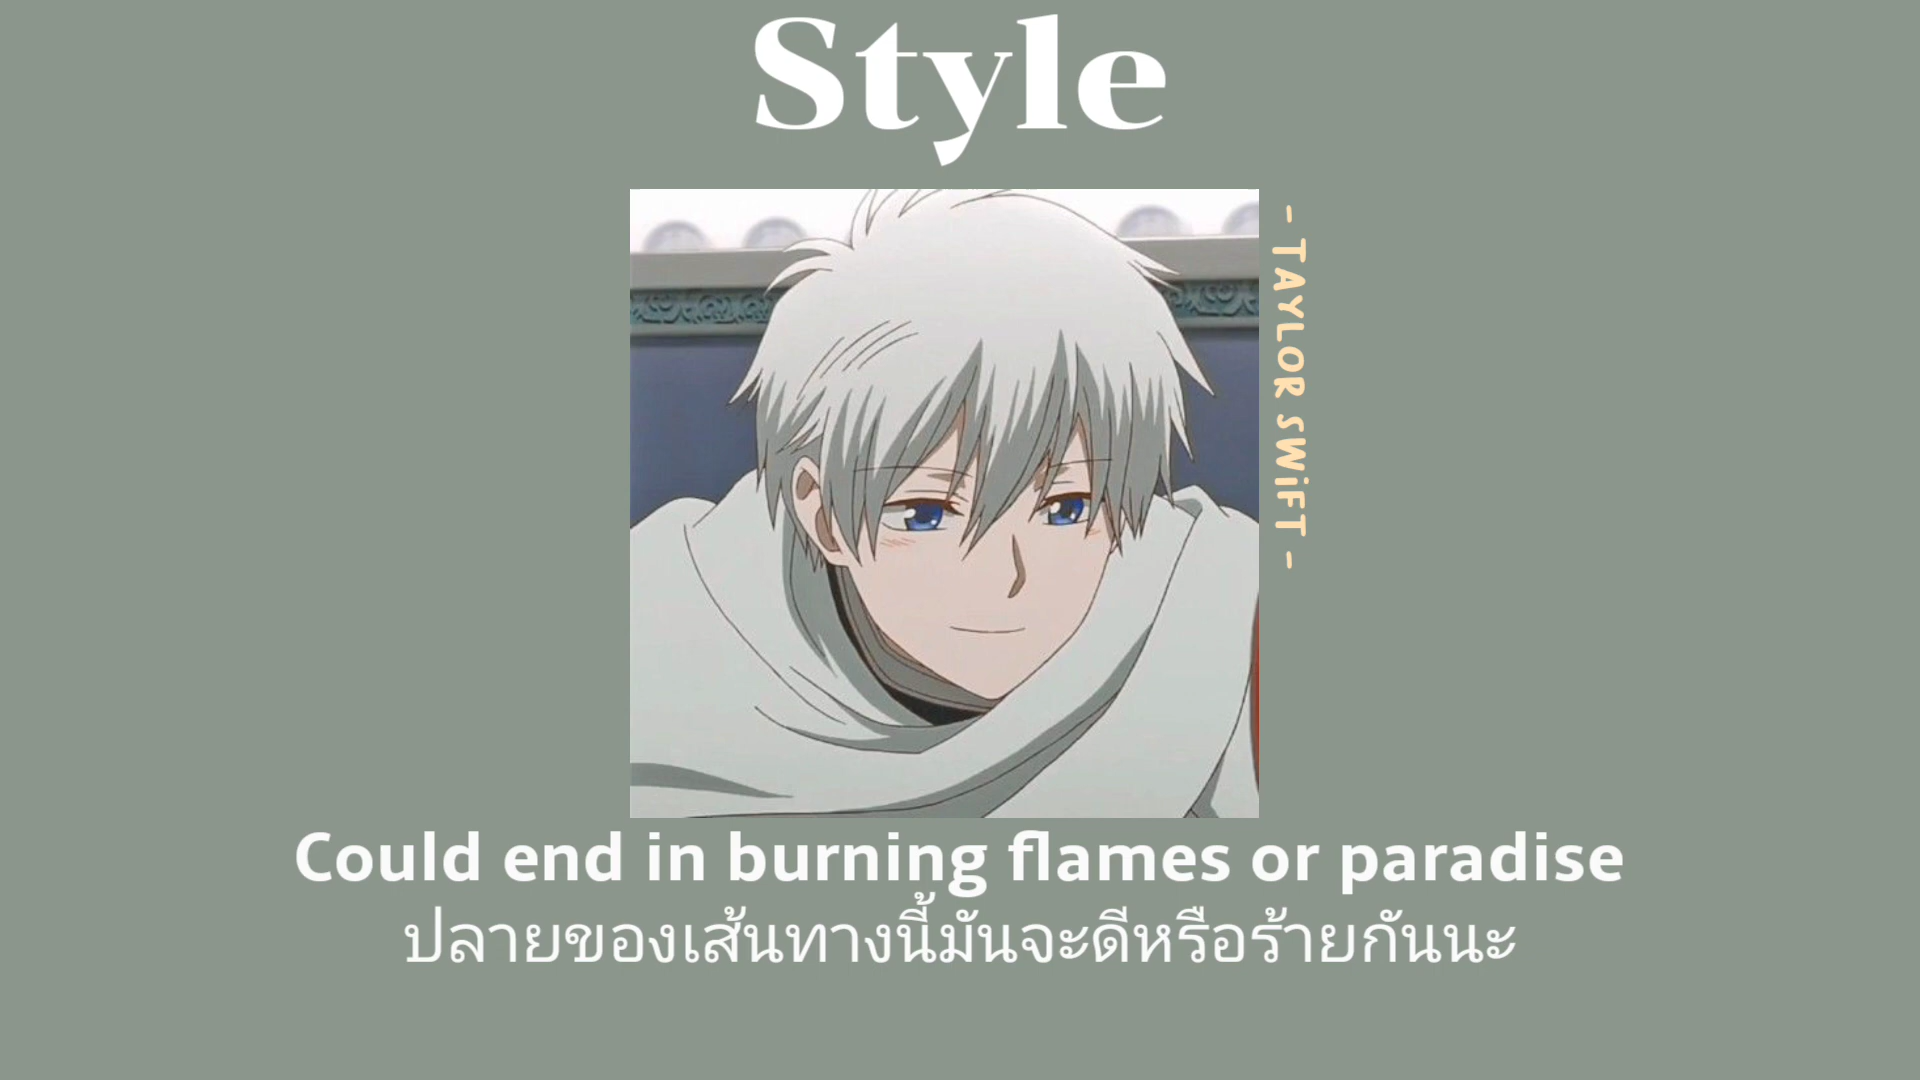 Style
- TAYLOR SWiFT -
Could end in burning flames or paradise
ปลายของเส้นทางนี้มันจะดีหรือร้ายกันนะ